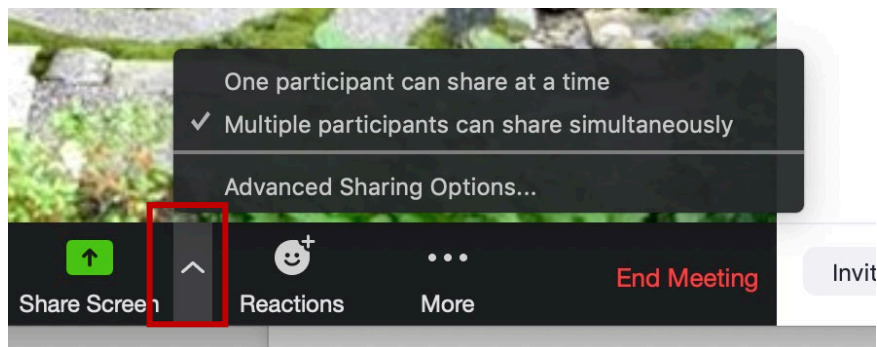 One participant can share at a time
Multiple participants can share simultaneously
Advanced Sharing Options...
Share Screen
Reactions
More
End Meeting